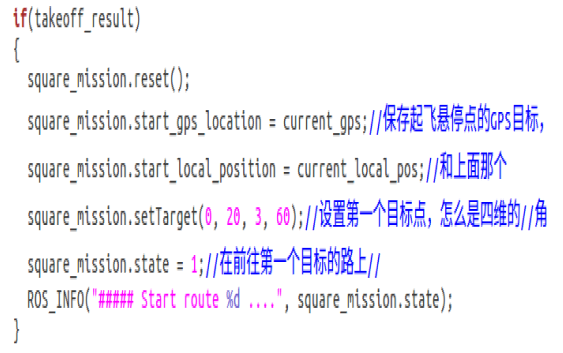 if(takeoff_result)
{
square_mission.reset();
square_mission.start_gps_location = current_gps;//保存起飞悬停点的GPS目标,
square_mission.start_local_position = current_local_pos;//和上面那个
square_mission.setTarget(0, 20, 3, 60);//设置第一个目标点，怎么是四维的//角
square_mission.state = 1;//在前往第一个目标的路上//
ROS_INFO("##### Start route %d ....", square_mission.state);
}